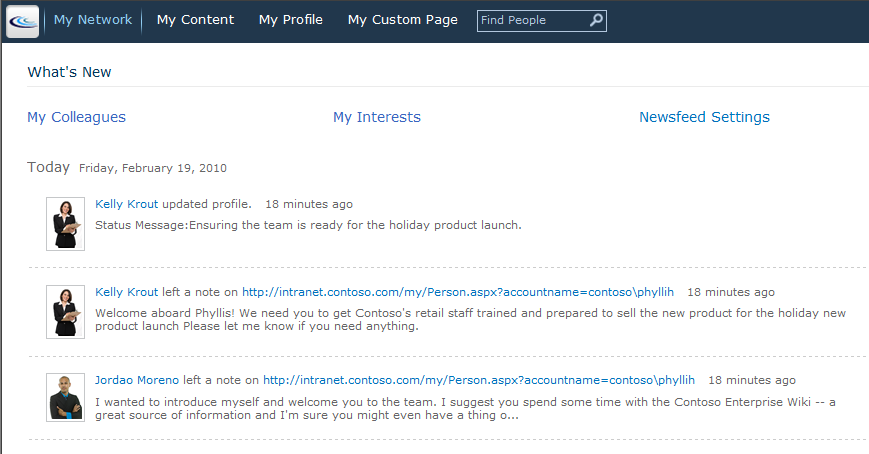 My Network My Content My Profile My Custom Page Find People
What's New
My Colleagues My Interests Newsfeed Settings
Today Friday, February 19, 2010
Kelly Krout updated profile. 18 minutes ago
Status Message:Ensuring the team is ready for the holiday product launch.
Kelly Krout left a note on http://intranet.contoso.com/my/Person.aspx?accountname=contoso\phyllih 18 minutes ago
Welcome aboard Phyllis! We need you to get Contoso's retail staff trained and prepared to sell the new product for the holiday new
product launch Please let me know if you need anything.
Jordao Moreno left a note on http://intranet.contoso.com/my/Person.aspx?accountname=contoso\phyllih 18 minutes ago
I wanted to introduce myself and welcome you to the team. I suggest you spend some time with the Contoso Enterprise Wiki -- a
great source of information and I'm sure you might even have a thing o...